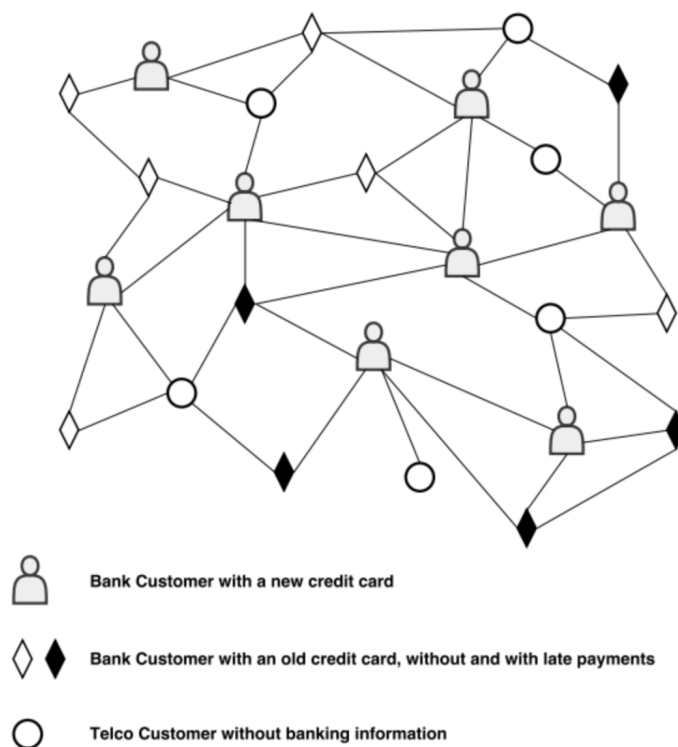 Bank Customer with a new credit card
Bank Customer with an old credit card, without and with late payments
Telco Customer without banking information